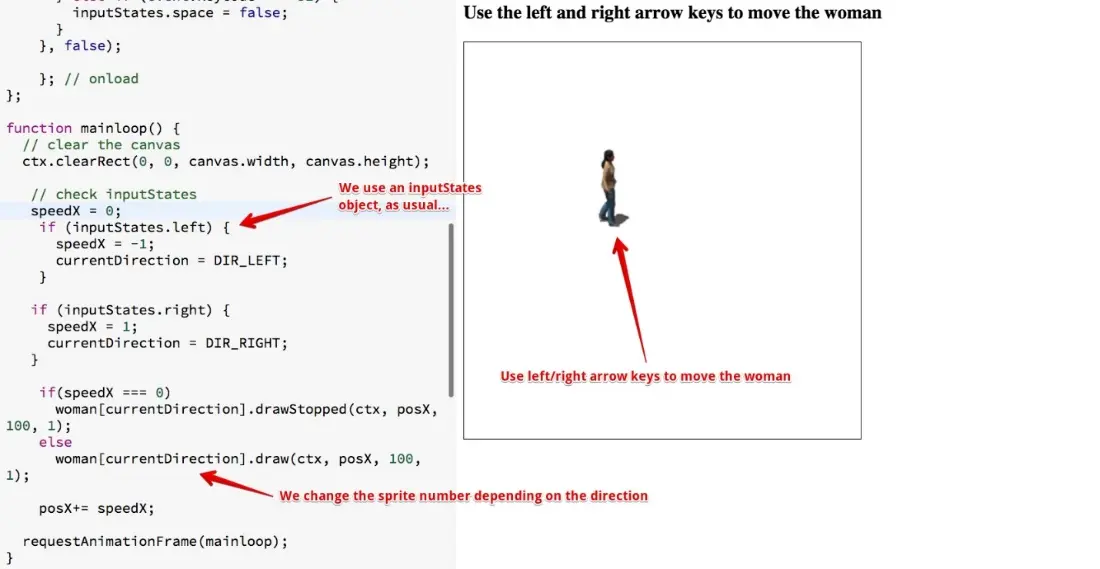 inputStates.space = false;
}
}, false);
}; // onload
};
function mainloop() {
// clear the canvas
ctx.clearRect(0, 0, canvas.width, canvas.height);
// check inputStates
speedX = 0;
if (inputStates.left) {
speedX = -1;
currentDirection = DIR_LEFT;
}
if (inputStates.right) {
speedX = 1;
currentDirection = DIR_RIGHT;
}
if(speedX === 0)
woman[currentDirection].drawStopped(ctx, posX,
100, 1);
else
woman[currentDirection].draw(ctx, posX, 100,
1);
posX+= speedX;
requestAnimationFrame(mainloop);
}
We use an inputStates
object, as usual...
We change the sprite number depending on the direction
Use the left and right arrow keys to move the woman
Use left/right arrow keys to move the woman